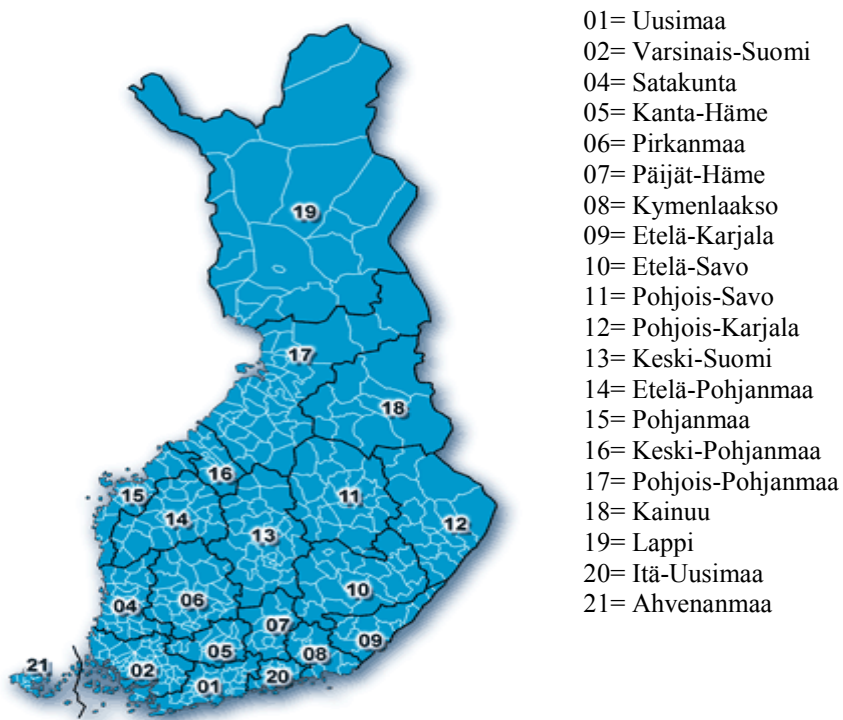 01= Uusimaa
02= Varsinais-Suomi
04= Satakunta
05= Kanta-Häme
06= Pirkanmaa
07= Päijät-Häme
08= Kymenlaakso
09= Etelä-Karjala
10= Etelä-Savo
11= Pohjois-Savo
12= Pohjois-Karjala
13= Keski-Suomi
14= Etelä-Pohjanmaa
15= Pohjanmaa
16= Keski-Pohjanmaa
17= Pohjois-Pohjanmaa
18= Kainuu
19= Lappi
20= Itä-Uusimaa
21= Ahvenanmaa
19
17
18
16
15
11
14
12
13
10
04
06
07
09
05
08
21
02
20
01